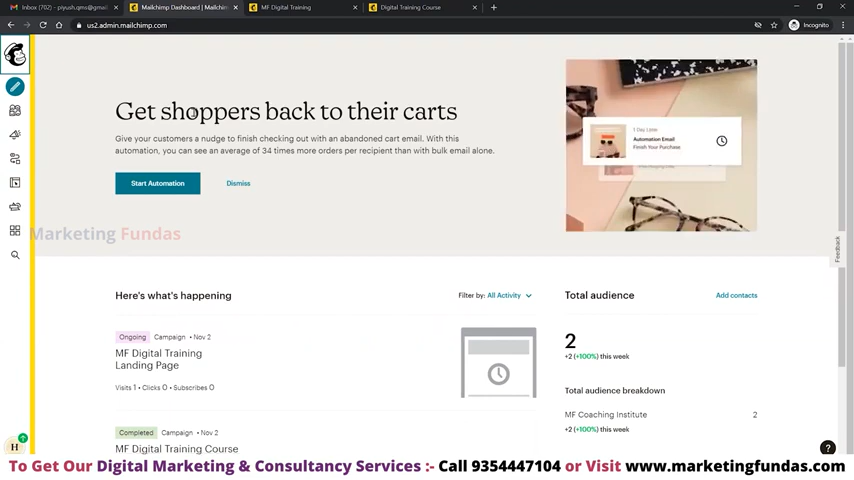 Inbox (702) - piyush.qms@gmai
Mailchimp Dashboard | Mailchim
MF Digital Training
Digital Training Course
us2.admin.mailchimp.com
Incognito
Get shoppers back to their carts
Give your customers a nudge to finish checking out with an abandoned cart email. With this
automation, you can see an average of 34 times more orders per recipient than with bulk email alone.
Start Automation
Dismiss
1 Day Later
Automation Email
Finish Your Purchase
Marketing Fundas
Feedback
Here's what's happening
Filter by: All Activity
Total audience
Add contacts
Ongoing Campaign • Nov 2
MF Digital Training
Landing Page
Visits 1 • Clicks 0 • Subscribes 0
2
+2 (+100%) this week
Total audience breakdown
MF Coaching Institute 2
+2 (+100%) this week
Completed Campaign • Nov 2
MF Digital Training Course
H
?
To Get Our Digital Marketing & Consultancy Services :- Call 9354447104 or Visit www.marketingfundas.com